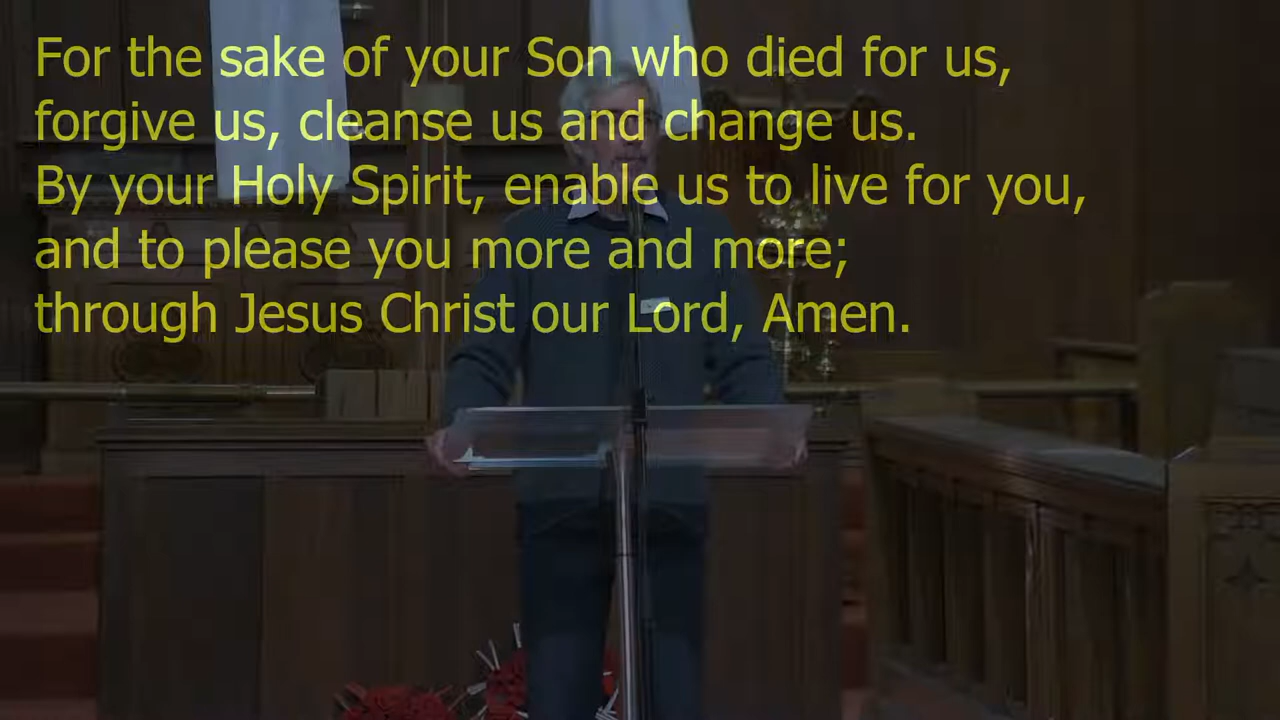 For the sake of your Son who died for us,
forgive us, cleanse us and change us.
By your Holy Spirit, enable us to live for you,
and to please you more and more;
through Jesus Christ our Lord, Amen.